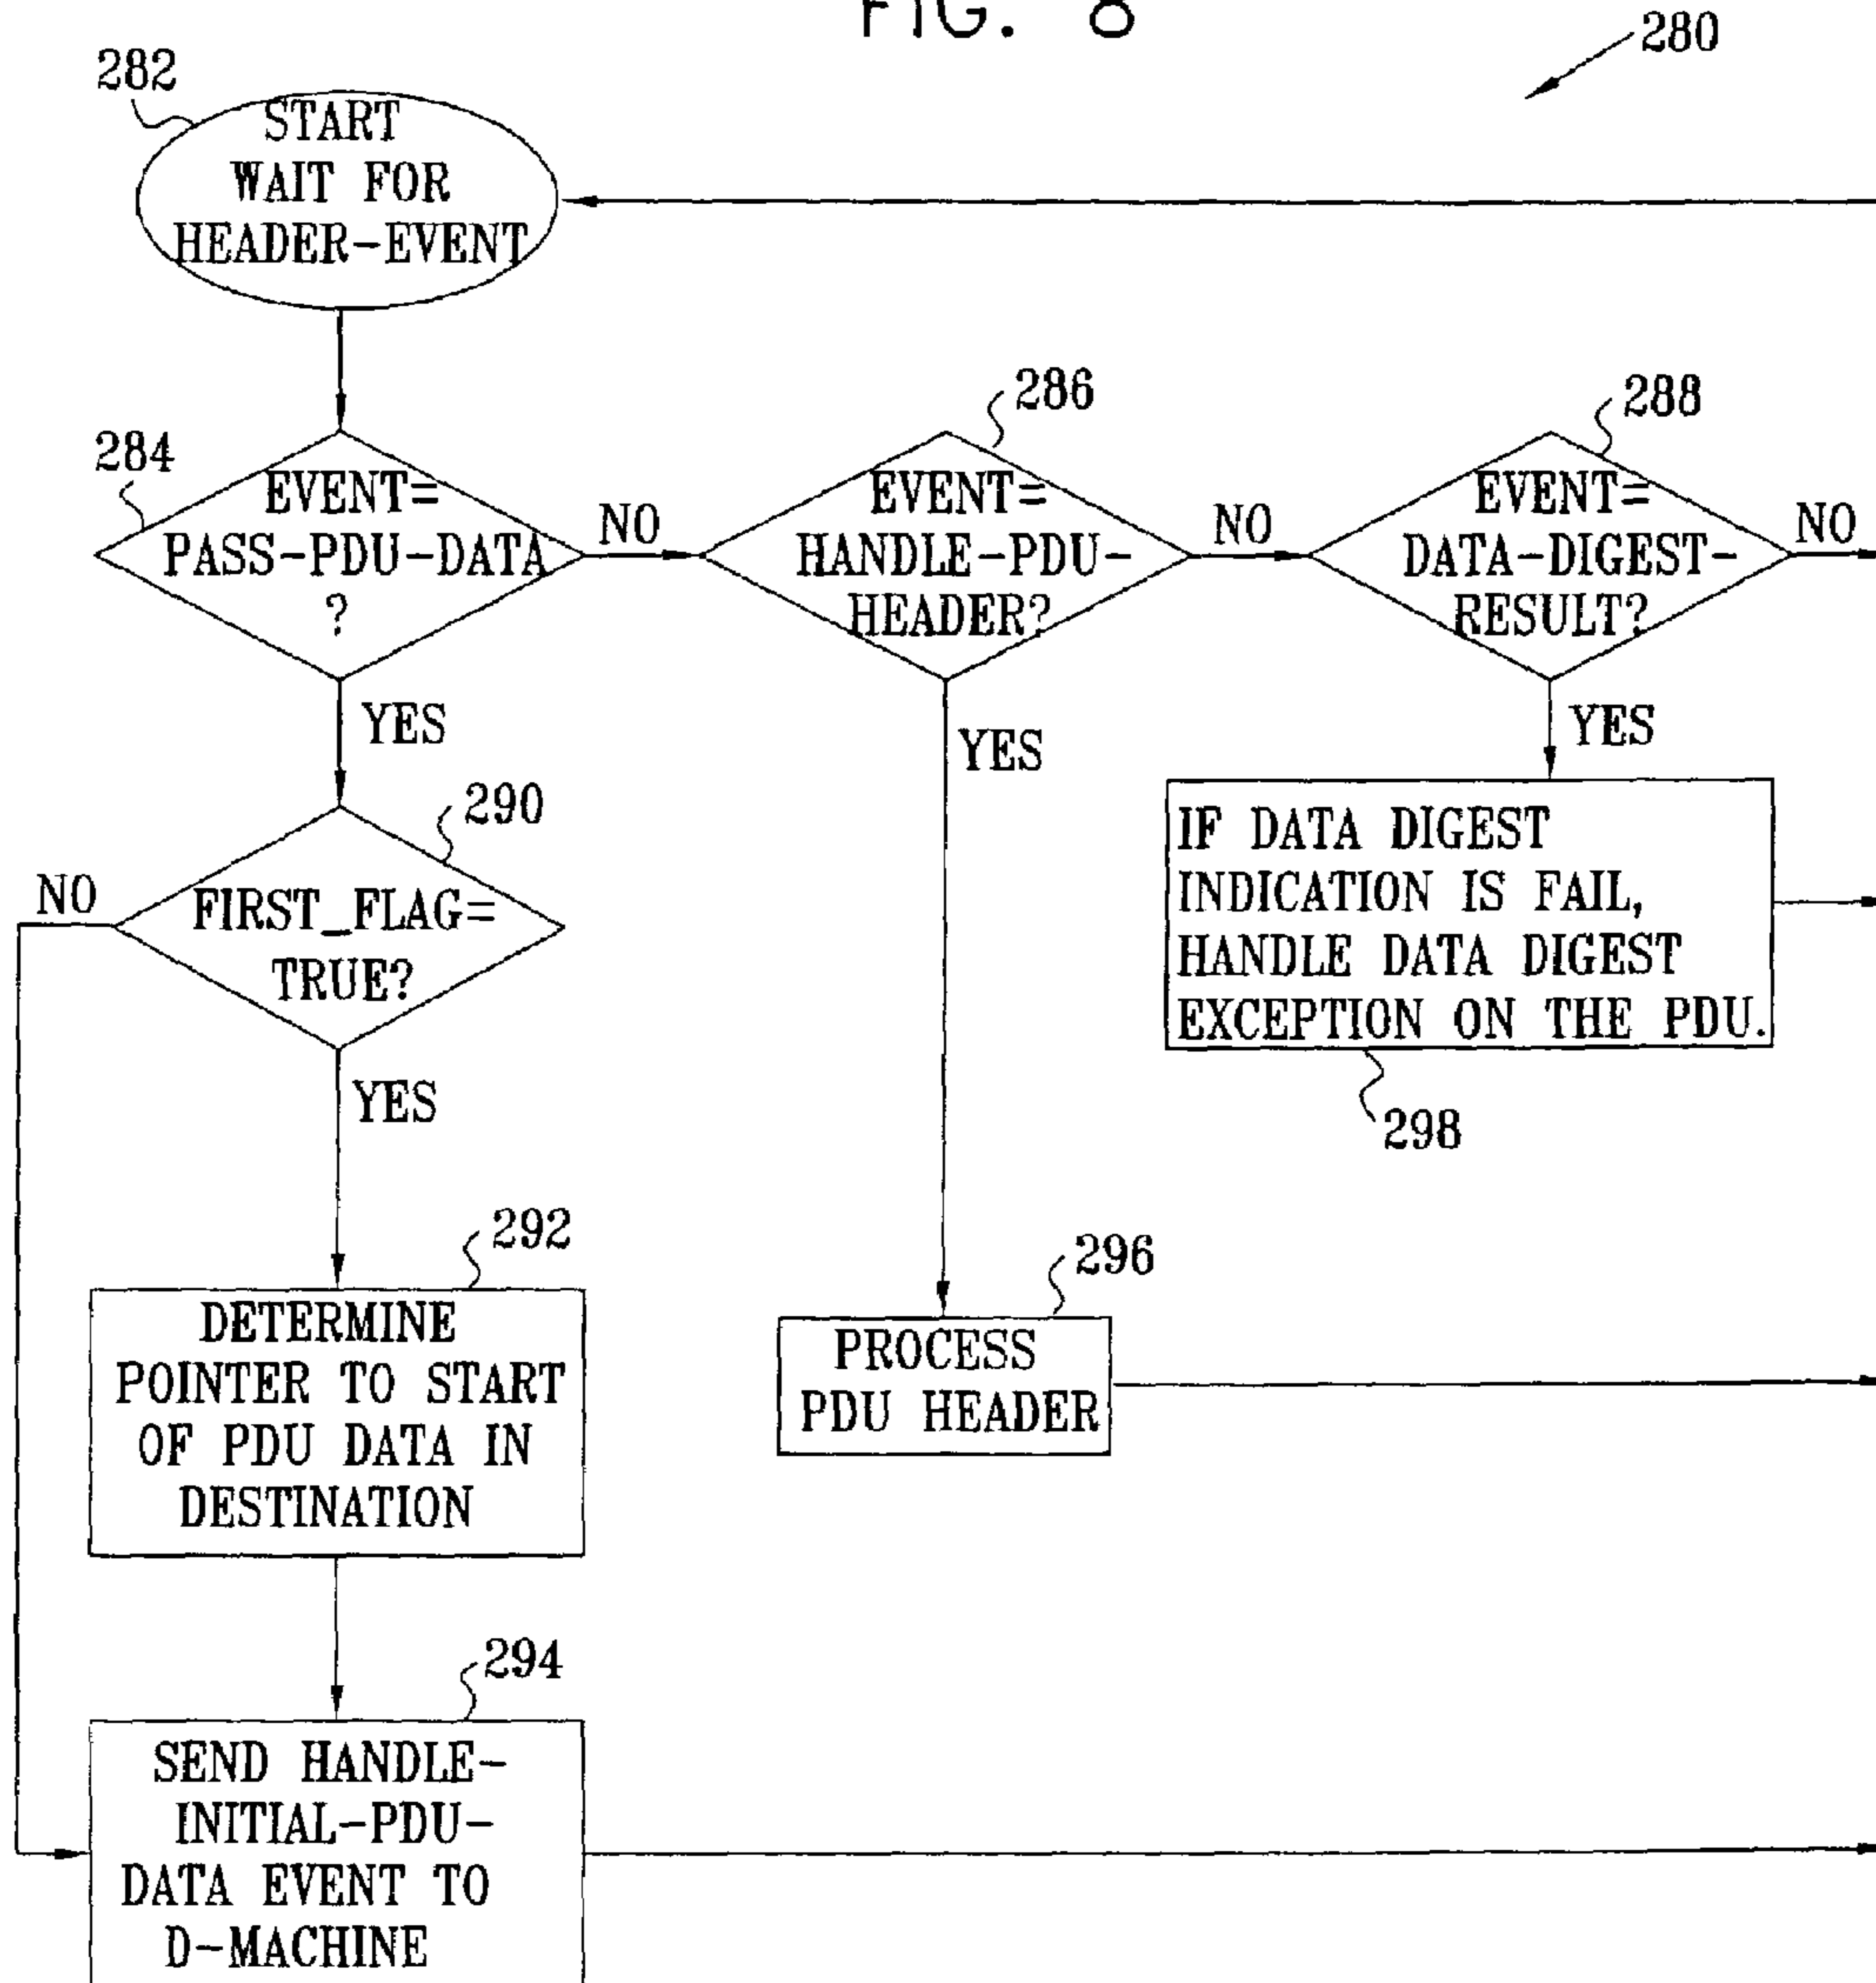 FIG. 8
280
282
START
WAIT FOR
HEADER-EVENT
284
EVENT=
PASS-PDU-DATA
?
NO
286
EVENT=
HANDLE-PDU-
HEADER?
NO
288
EVENT=
DATA-DIGEST-
RESULT?
NO
YES
YES
YES
290
FIRST_FLAG=
TRUE?
NO
YES
IF DATA DIGEST
INDICATION IS FAIL,
HANDLE DATA DIGEST
EXCEPTION ON THE PDU.
298
292
DETERMINE
POINTER TO START
OF PDU DATA IN
DESTINATION
296
PROCESS
PDU HEADER
294
SEND HANDLE-
INITIAL-PDU-
DATA EVENT TO
D-MACHINE